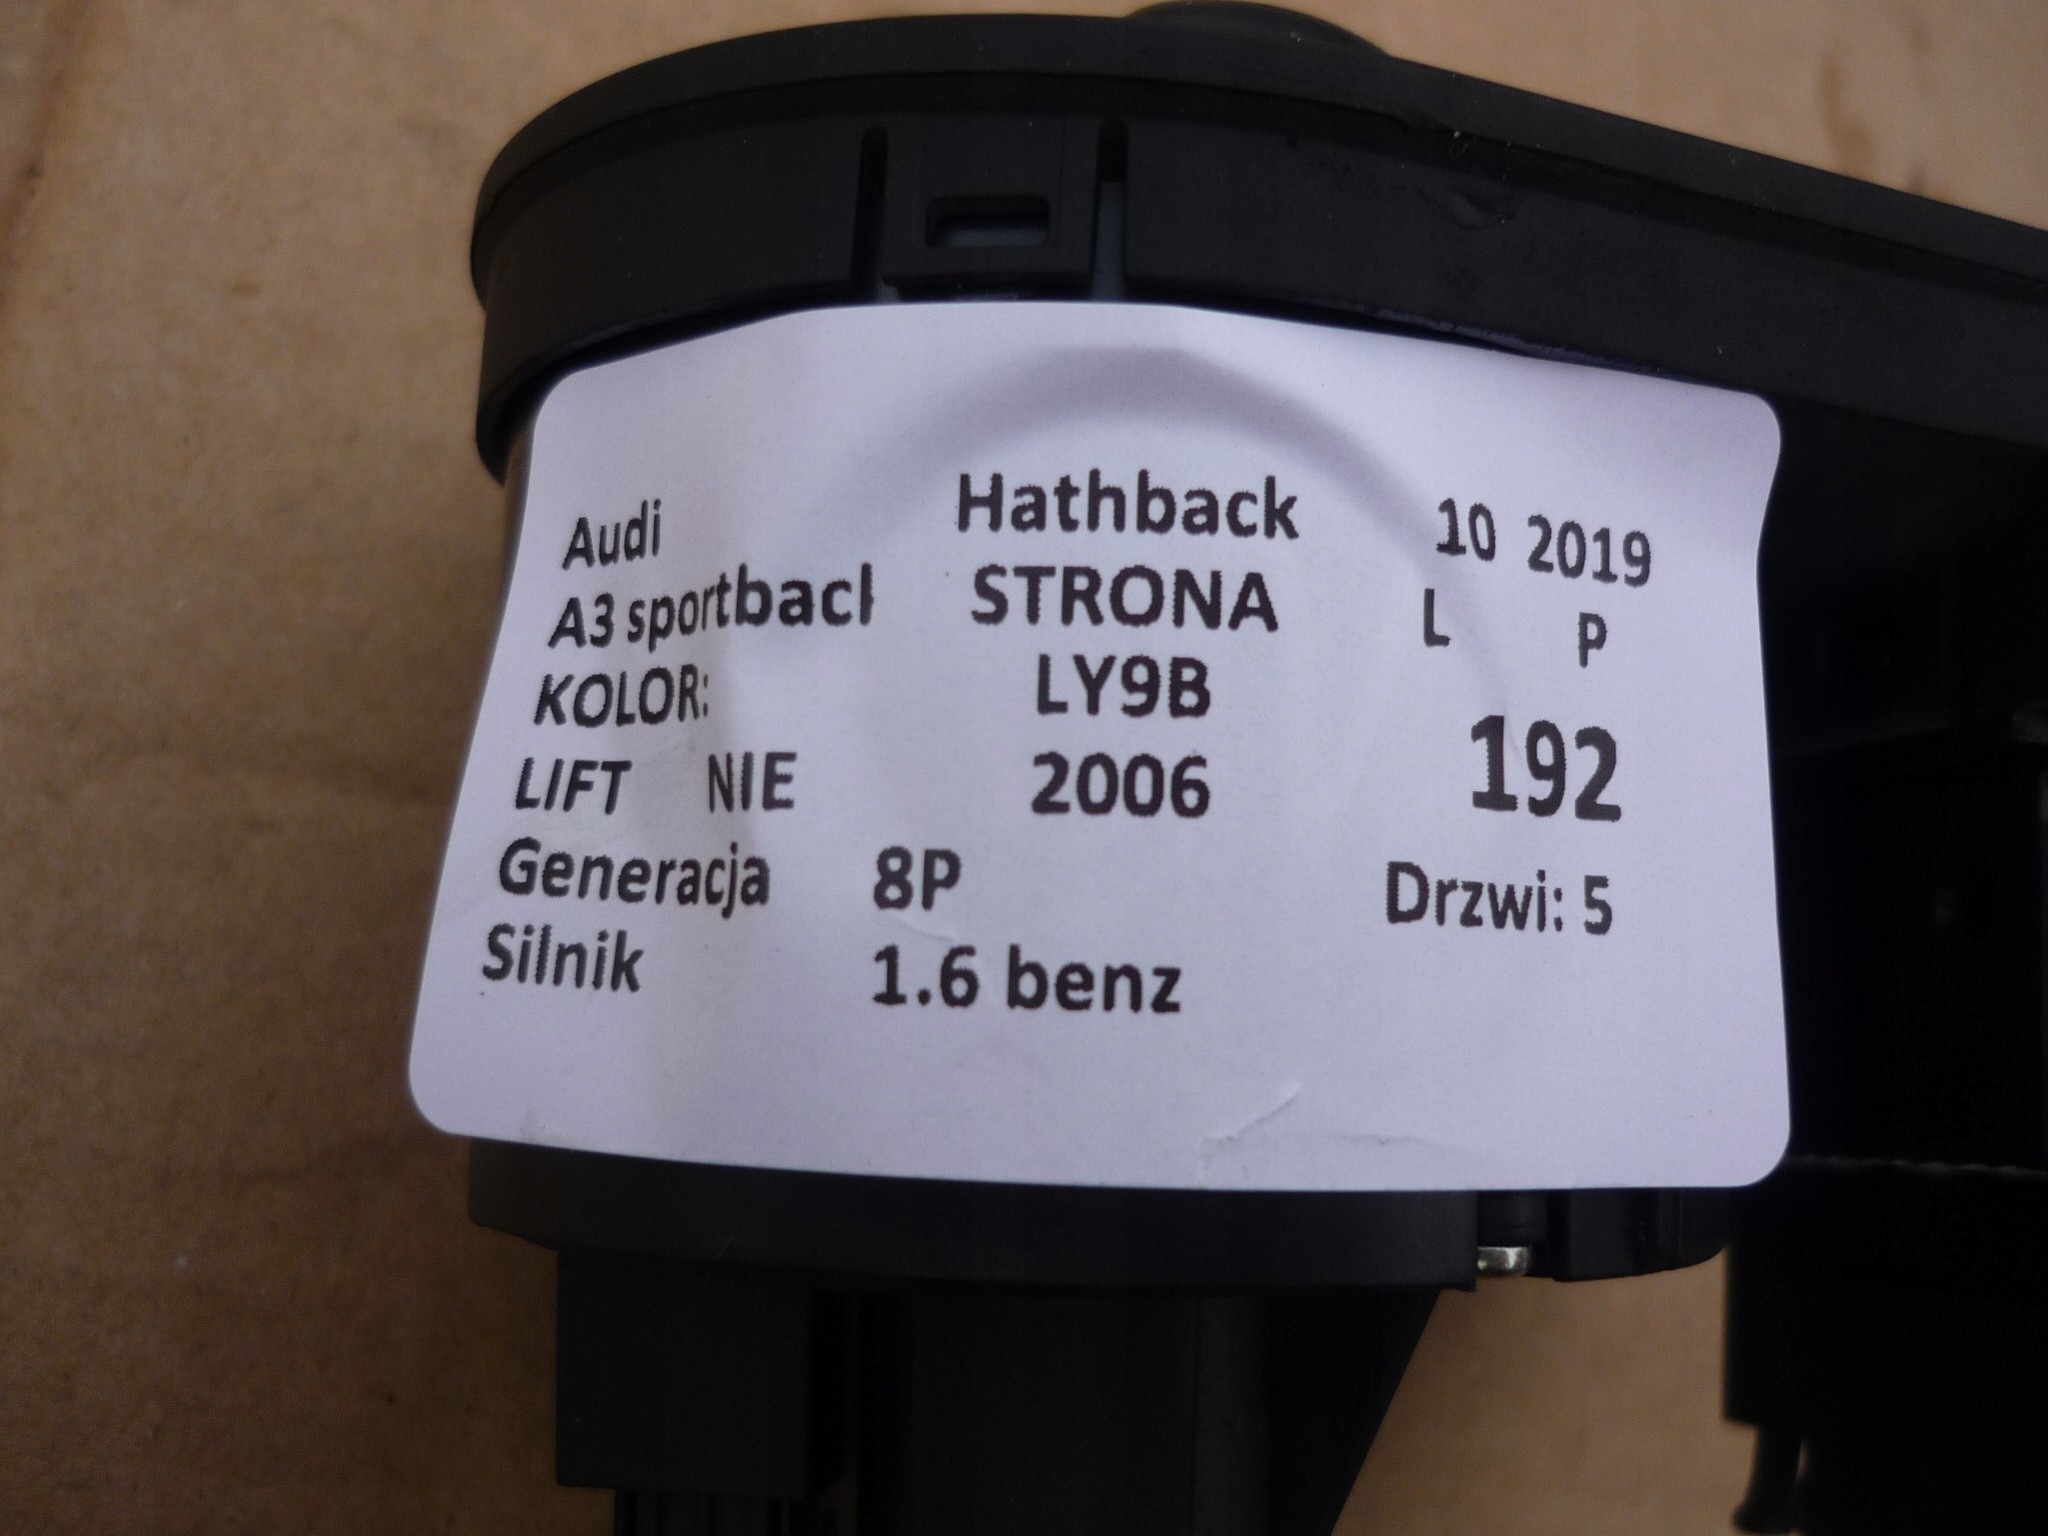 Audi Hathback 10 2019
A3 sportbacl STRONA L P
KOLOR: LY9B
LIFT NIE 2006 192
Generacja 8P Drzwi: 5
Silnik 1.6 benz